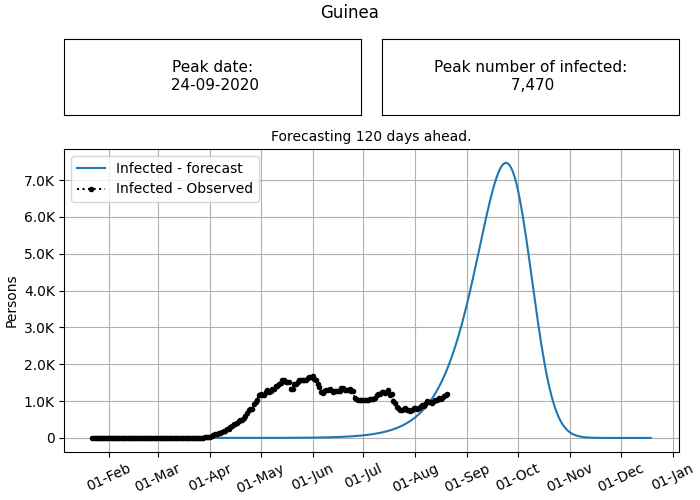 Guinea
Peak date:
24-09-2020
Peak number of infected:
7,470
Forecasting 120 days ahead.
Infected - forecast
Infected - Observed
7.0K
6.0K
5.0K
4.0K
3.0K
2.0K
1.0K
0
Persons
01-Feb
01-Mar
01-Apr
01-May
01-Jun
01-Jul
01-Aug
01-Sep
01-Oct
01-Nov
01-Dec
01-Jan